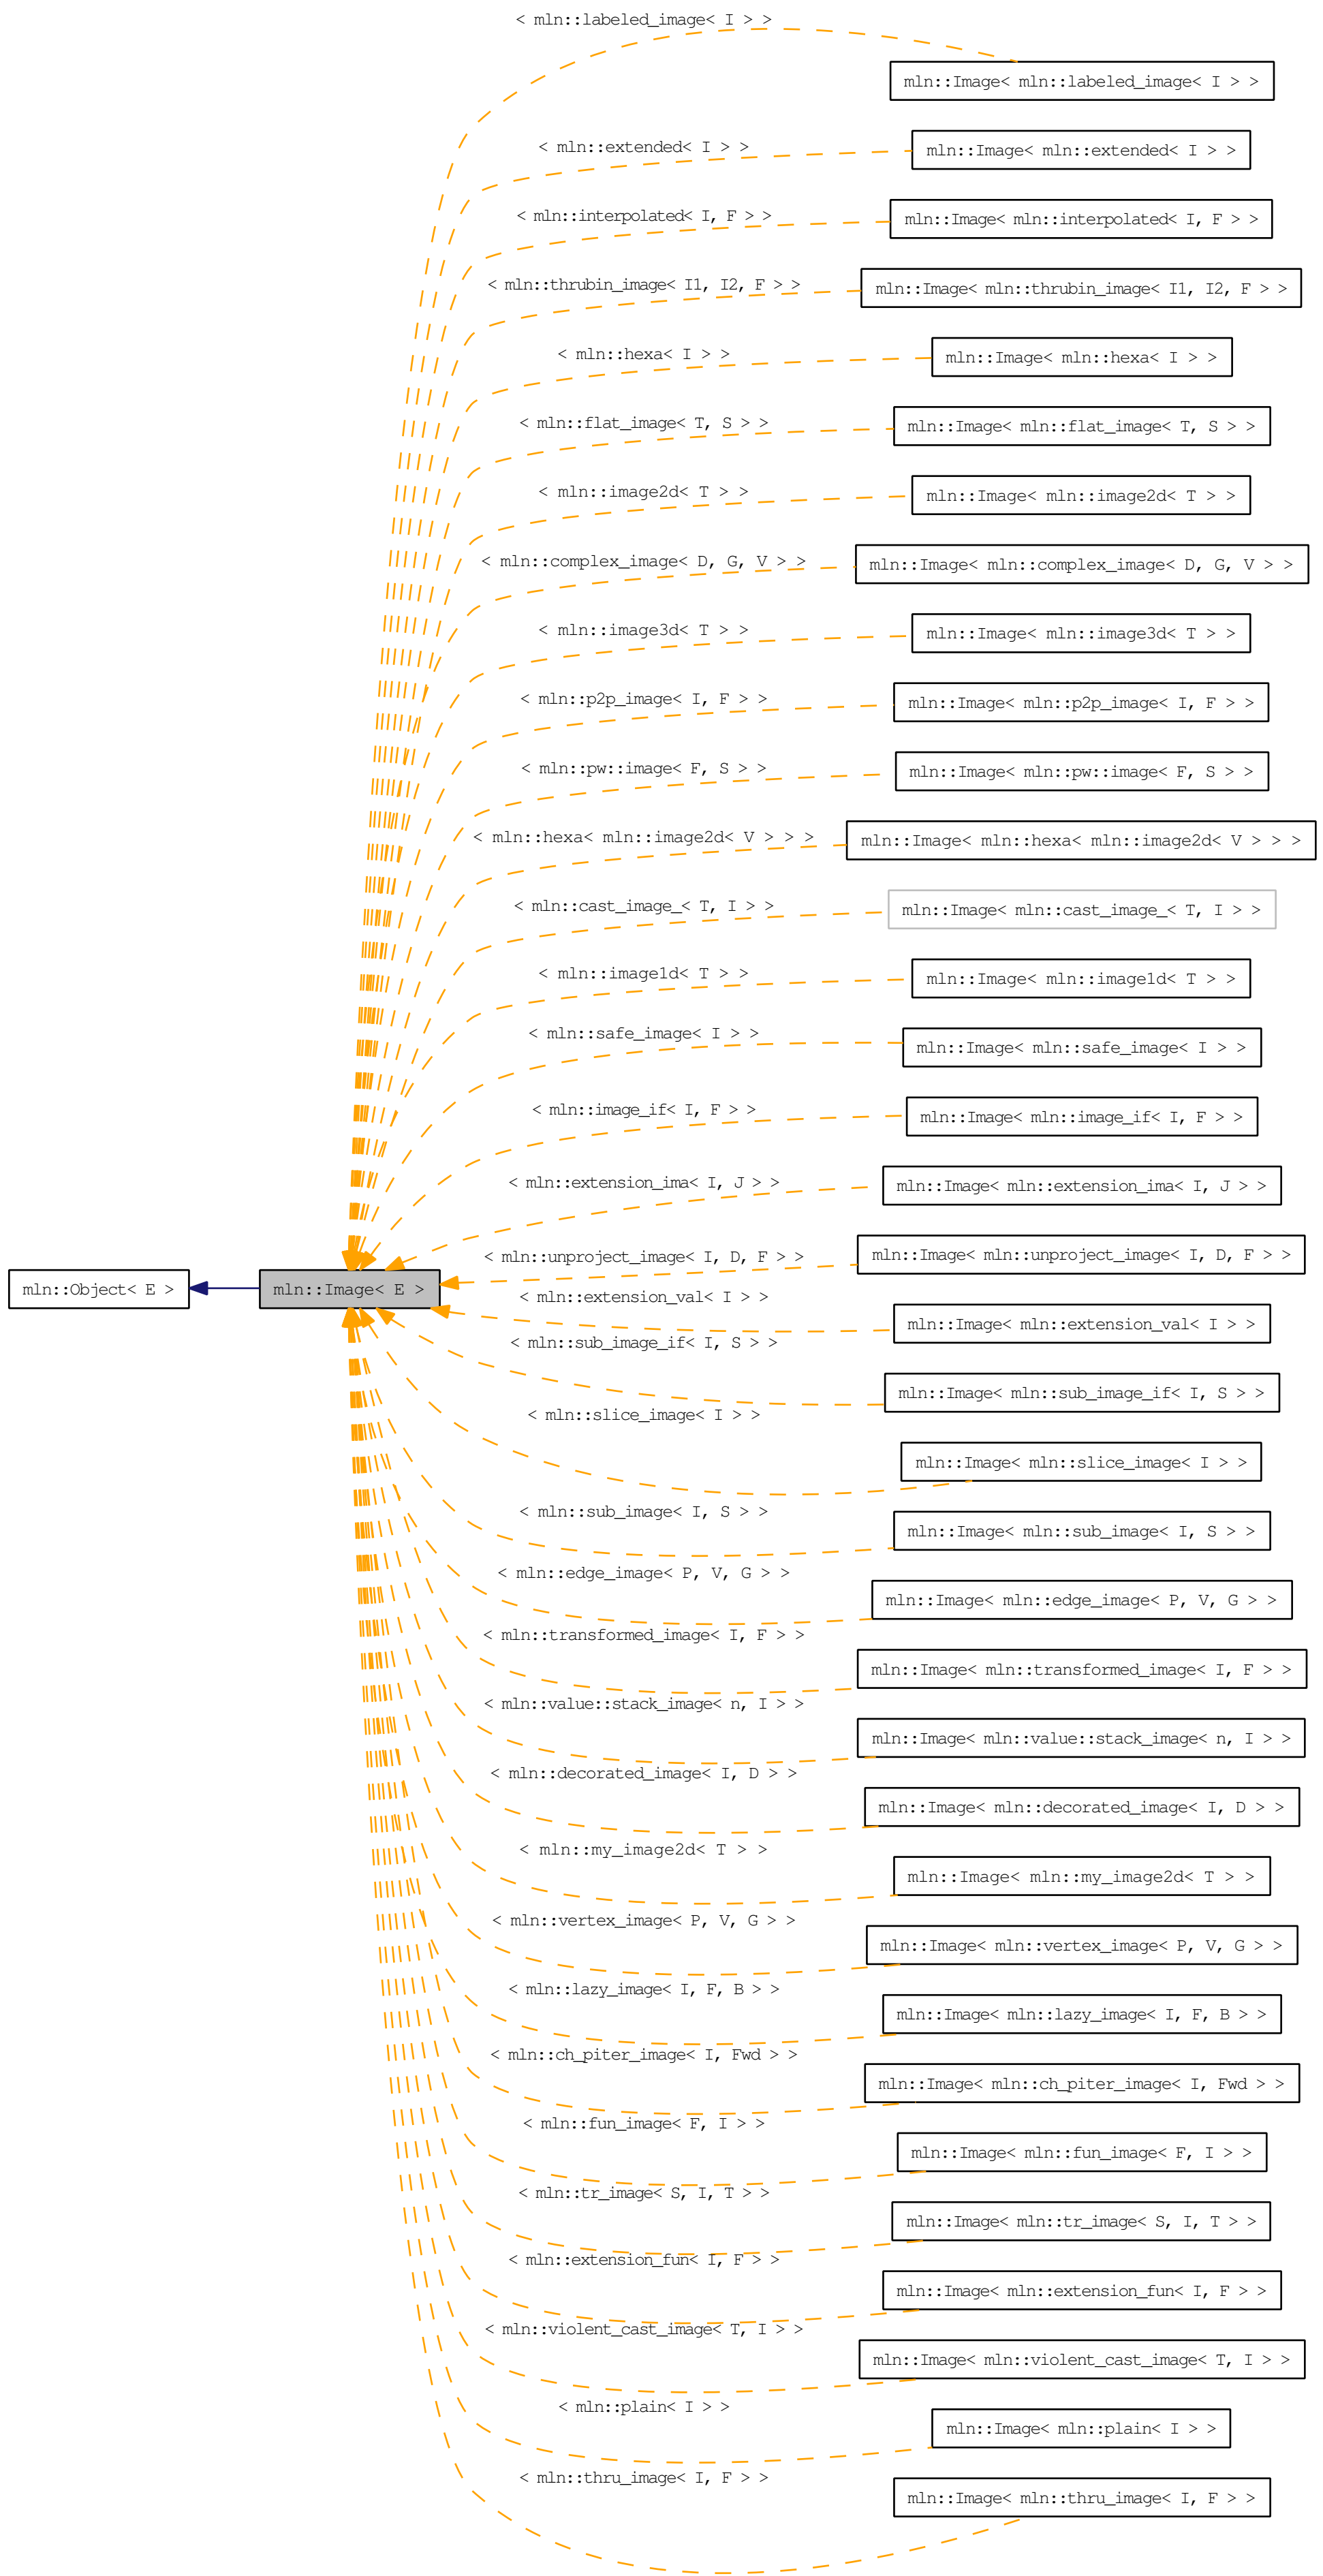 < mln::labeled_image< I > >
mln::Image< mln::labeled_image< I > >
< mln::extended< I > >
mln::Image< mln::extended< I > >
< mln::interpolated< I, F > >
mln::Image< mln::interpolated< I, F > >
< mln::thrubin_image< I1, I2, F > >
mln::Image< mln::thrubin_image< I1, I2, F > >
< mln::hexa< I > >
mln::Image< mln::hexa< I > >
< mln::flat_image< T, S > >
mln::Image< mln::flat_image< T, S > >
< mln::image2d< T > >
mln::Image< mln::image2d< T > >
< mln::complex_image< D, G, V > >
mln::Image< mln::complex_image< D, G, V > >
< mln::image3d< T > >
mln::Image< mln::image3d< T > >
< mln::p2p_image< I, F > >
mln::Image< mln::p2p_image< I, F > >
< mln::pw::image< F, S > >
mln::Image< mln::pw::image< F, S > >
< mln::hexa< mln::image2d< V > > >
mln::Image< mln::hexa< mln::image2d< V > > >
< mln::cast_image_< T, I > >
mln::Image< mln::cast_image_< T, I > >
< mln::image1d< T > >
mln::Image< mln::image1d< T > >
< mln::safe_image< I > >
mln::Image< mln::safe_image< I > >
< mln::image_if< I, F > >
mln::Image< mln::image_if< I, F > >
< mln::extension_ima< I, J > >
mln::Image< mln::extension_ima< I, J > >
< mln::unproject_image< I, D, F > >
mln::Image< mln::unproject_image< I, D, F > >
mln::Object< E >
mln::Image< E >
< mln::extension_val< I > >
mln::Image< mln::extension_val< I > >
< mln::sub_image_if< I, S > >
mln::Image< mln::sub_image_if< I, S > >
< mln::slice_image< I > >
mln::Image< mln::slice_image< I > >
< mln::sub_image< I, S > >
mln::Image< mln::sub_image< I, S > >
< mln::edge_image< P, V, G > >
mln::Image< mln::edge_image< P, V, G > >
< mln::transformed_image< I, F > >
mln::Image< mln::transformed_image< I, F > >
< mln::value::stack_image< n, I > >
mln::Image< mln::value::stack_image< n, I > >
< mln::decorated_image< I, D > >
mln::Image< mln::decorated_image< I, D > >
< mln::my_image2d< T > >
mln::Image< mln::my_image2d< T > >
< mln::vertex_image< P, V, G > >
mln::Image< mln::vertex_image< P, V, G > >
< mln::lazy_image< I, F, B > >
mln::Image< mln::lazy_image< I, F, B > >
< mln::ch_piter_image< I, Fwd > >
mln::Image< mln::ch_piter_image< I, Fwd > >
< mln::fun_image< F, I > >
mln::Image< mln::fun_image< F, I > >
< mln::tr_image< S, I, T > >
mln::Image< mln::tr_image< S, I, T > >
< mln::extension_fun< I, F > >
mln::Image< mln::extension_fun< I, F > >
< mln::violent_cast_image< T, I > >
mln::Image< mln::violent_cast_image< T, I > >
< mln::plain< I > >
mln::Image< mln::plain< I > >
< mln::thru_image< I, F > >
mln::Image< mln::thru_image< I, F > >